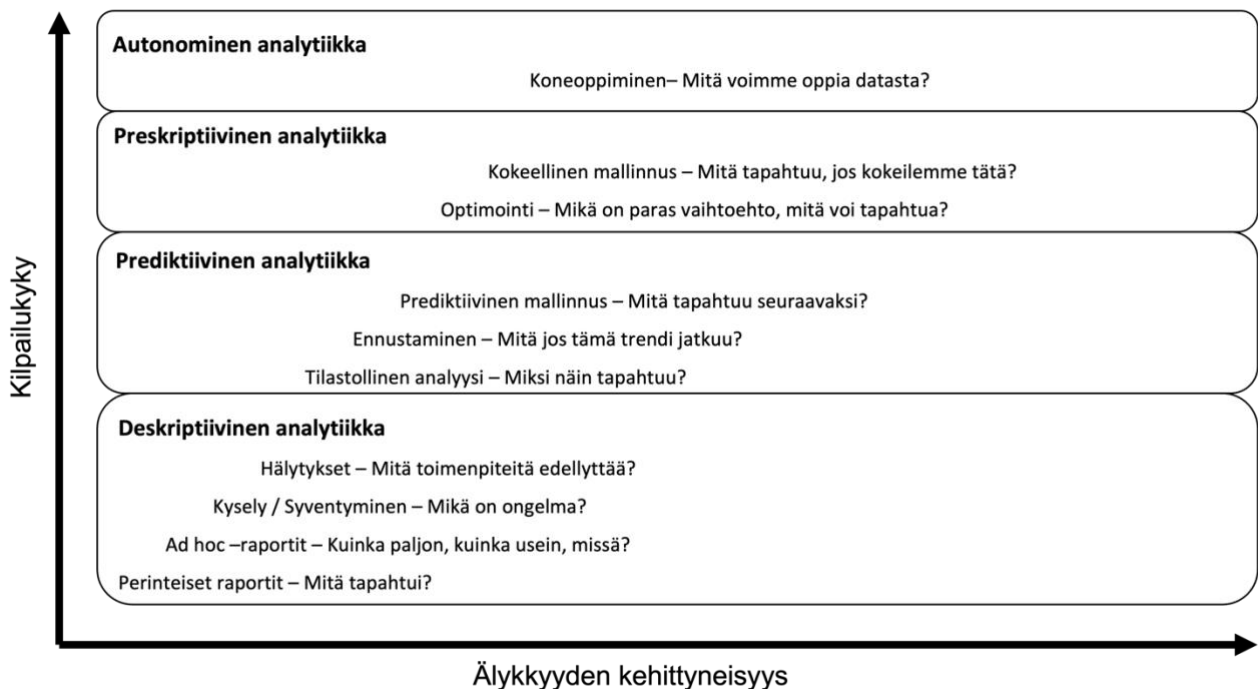 Autonominen analytiikka
Koneoppiminen– Mitä voimme oppia datasta?
Preskriptiivinen analytiikka
Kokeellinen mallinnus – Mitä tapahtuu, jos kokeilemme tätä?
Optimointi – Mikä on paras vaihtoehto, mitä voi tapahtua?
Prediktiivinen analytiikka
Prediktiivinen mallinnus – Mitä tapahtuu seuraavaksi?
Ennustaminen – Mitä jos tämä trendi jatkuu?
Tilastollinen analyysi – Miksi näin tapahtuu?
Deskriptiivinen analytiikka
Hälytykset – Mitä toimenpiteitä edellyttää?
Kysely / Syventyminen – Mikä on ongelma?
Ad hoc –raportit – Kuinka paljon, kuinka usein, missä?
Perinteiset raportit – Mitä tapahtui?
Kilpailukyky
Älykkyyden kehittyneisyys